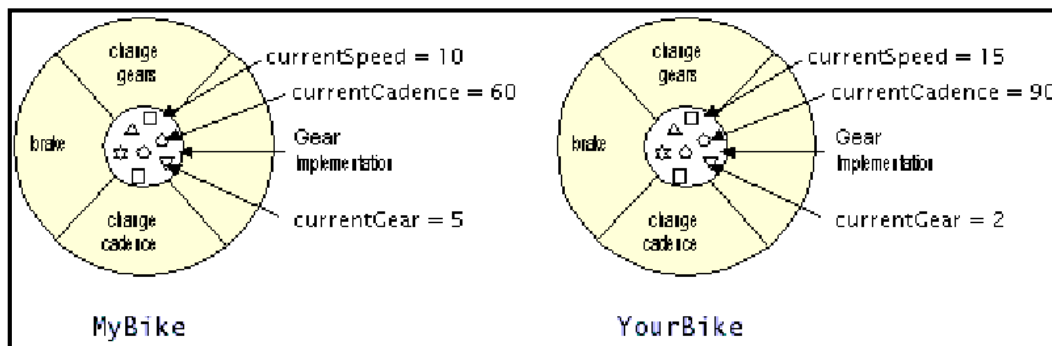 change
gears
currentSpeed = 10
currentCadence = 60
brake
Gear
Implementation
change
cadence
currentGear = 5
MyBike
change
gears
currentSpeed = 15
currentCadence = 90
brake
Gear
Implementation
change
cadence
currentGear = 2
YourBike